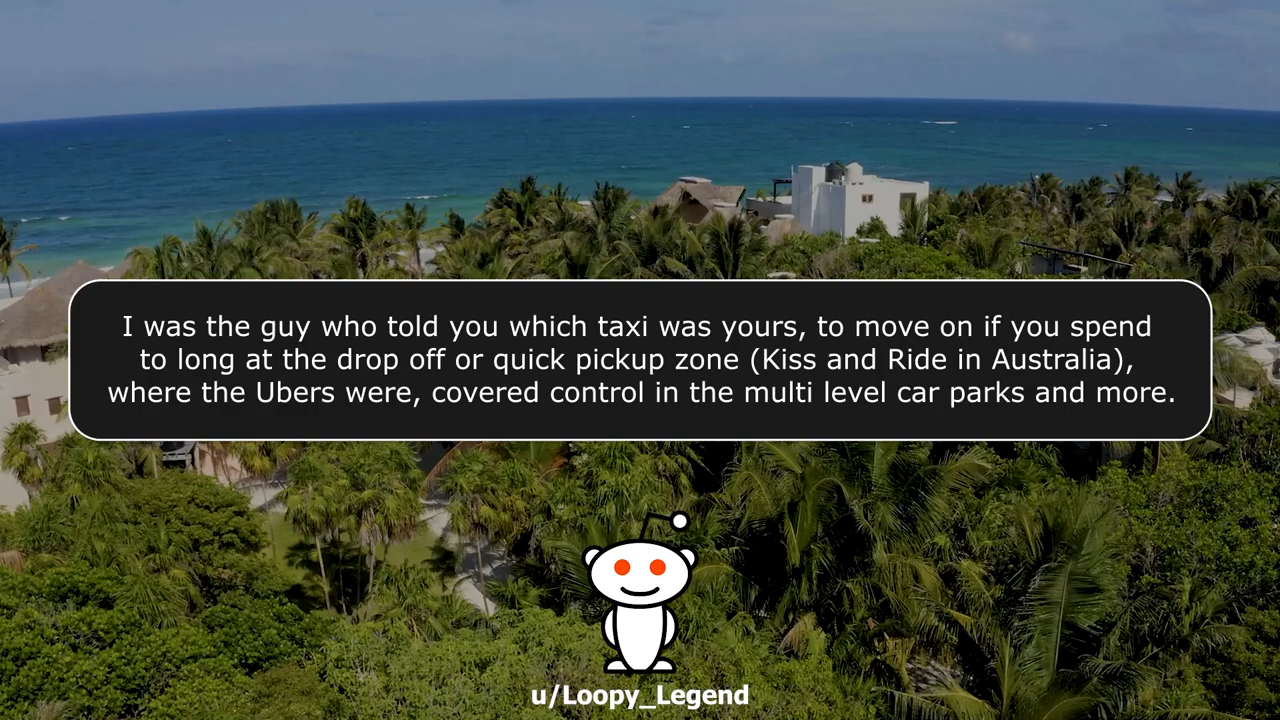 I was the guy who told you which taxi was yours, to move on if you spend
to long at the drop off or quick pickup zone (Kiss and Ride in Australia),
where the Ubers were, covered control in the multi level car parks and more.
u/Loopy_Legend